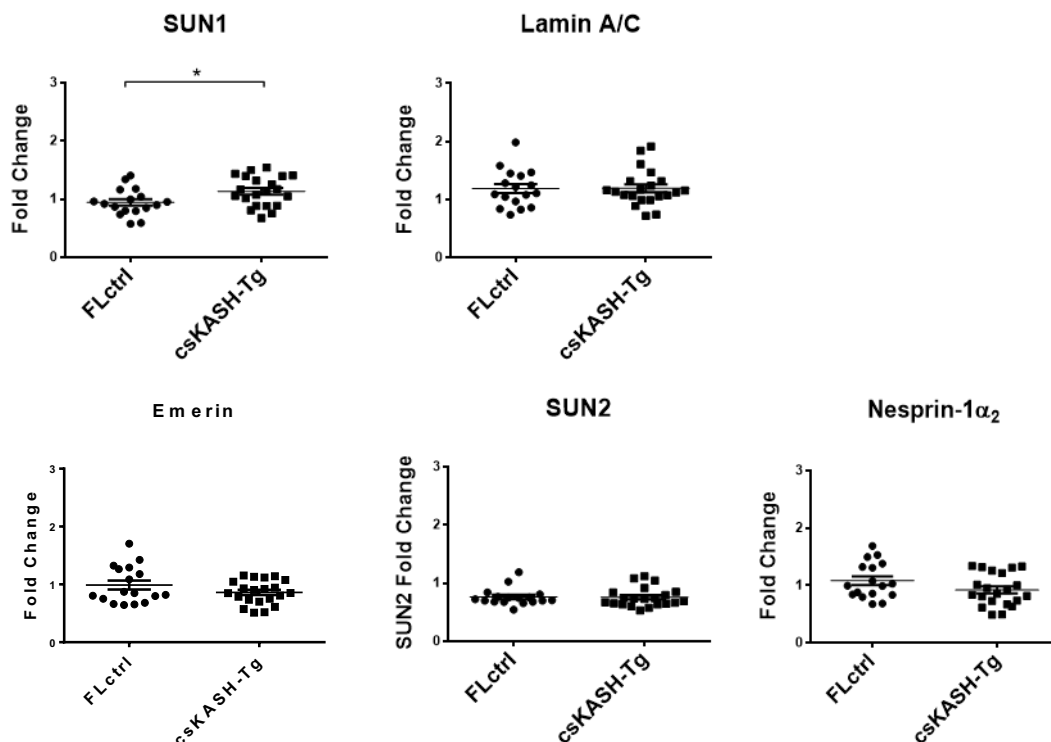 SUN1
*
Fold Change
3
2
1
0
FLctrl
csKASH-Tg
Lamin A/C
Fold Change
3
2
1
0
FLctrl
csKASH-Tg
Emerin
Fold Change
3
2
1
0
FLctrl
csKASH-Tg
SUN2
SUN2 Fold Change
3
2
1
0
FLctrl
csKASH-Tg
Nesprin-1α₂
Fold Change
3
2
1
0
FLctrl
csKASH-Tg